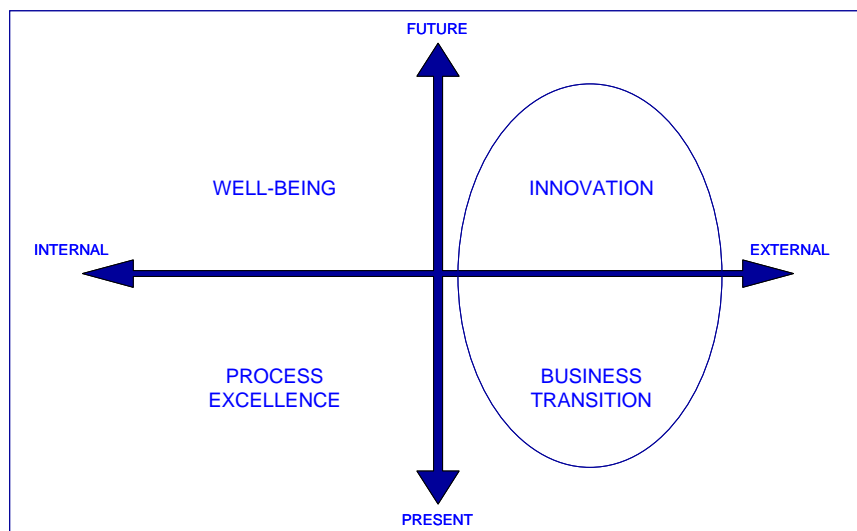 FUTURE
WELL-BEING
INNOVATION
INTERNAL
EXTERNAL
PROCESS
EXCELLENCE
BUSINESS
TRANSITION
PRESENT